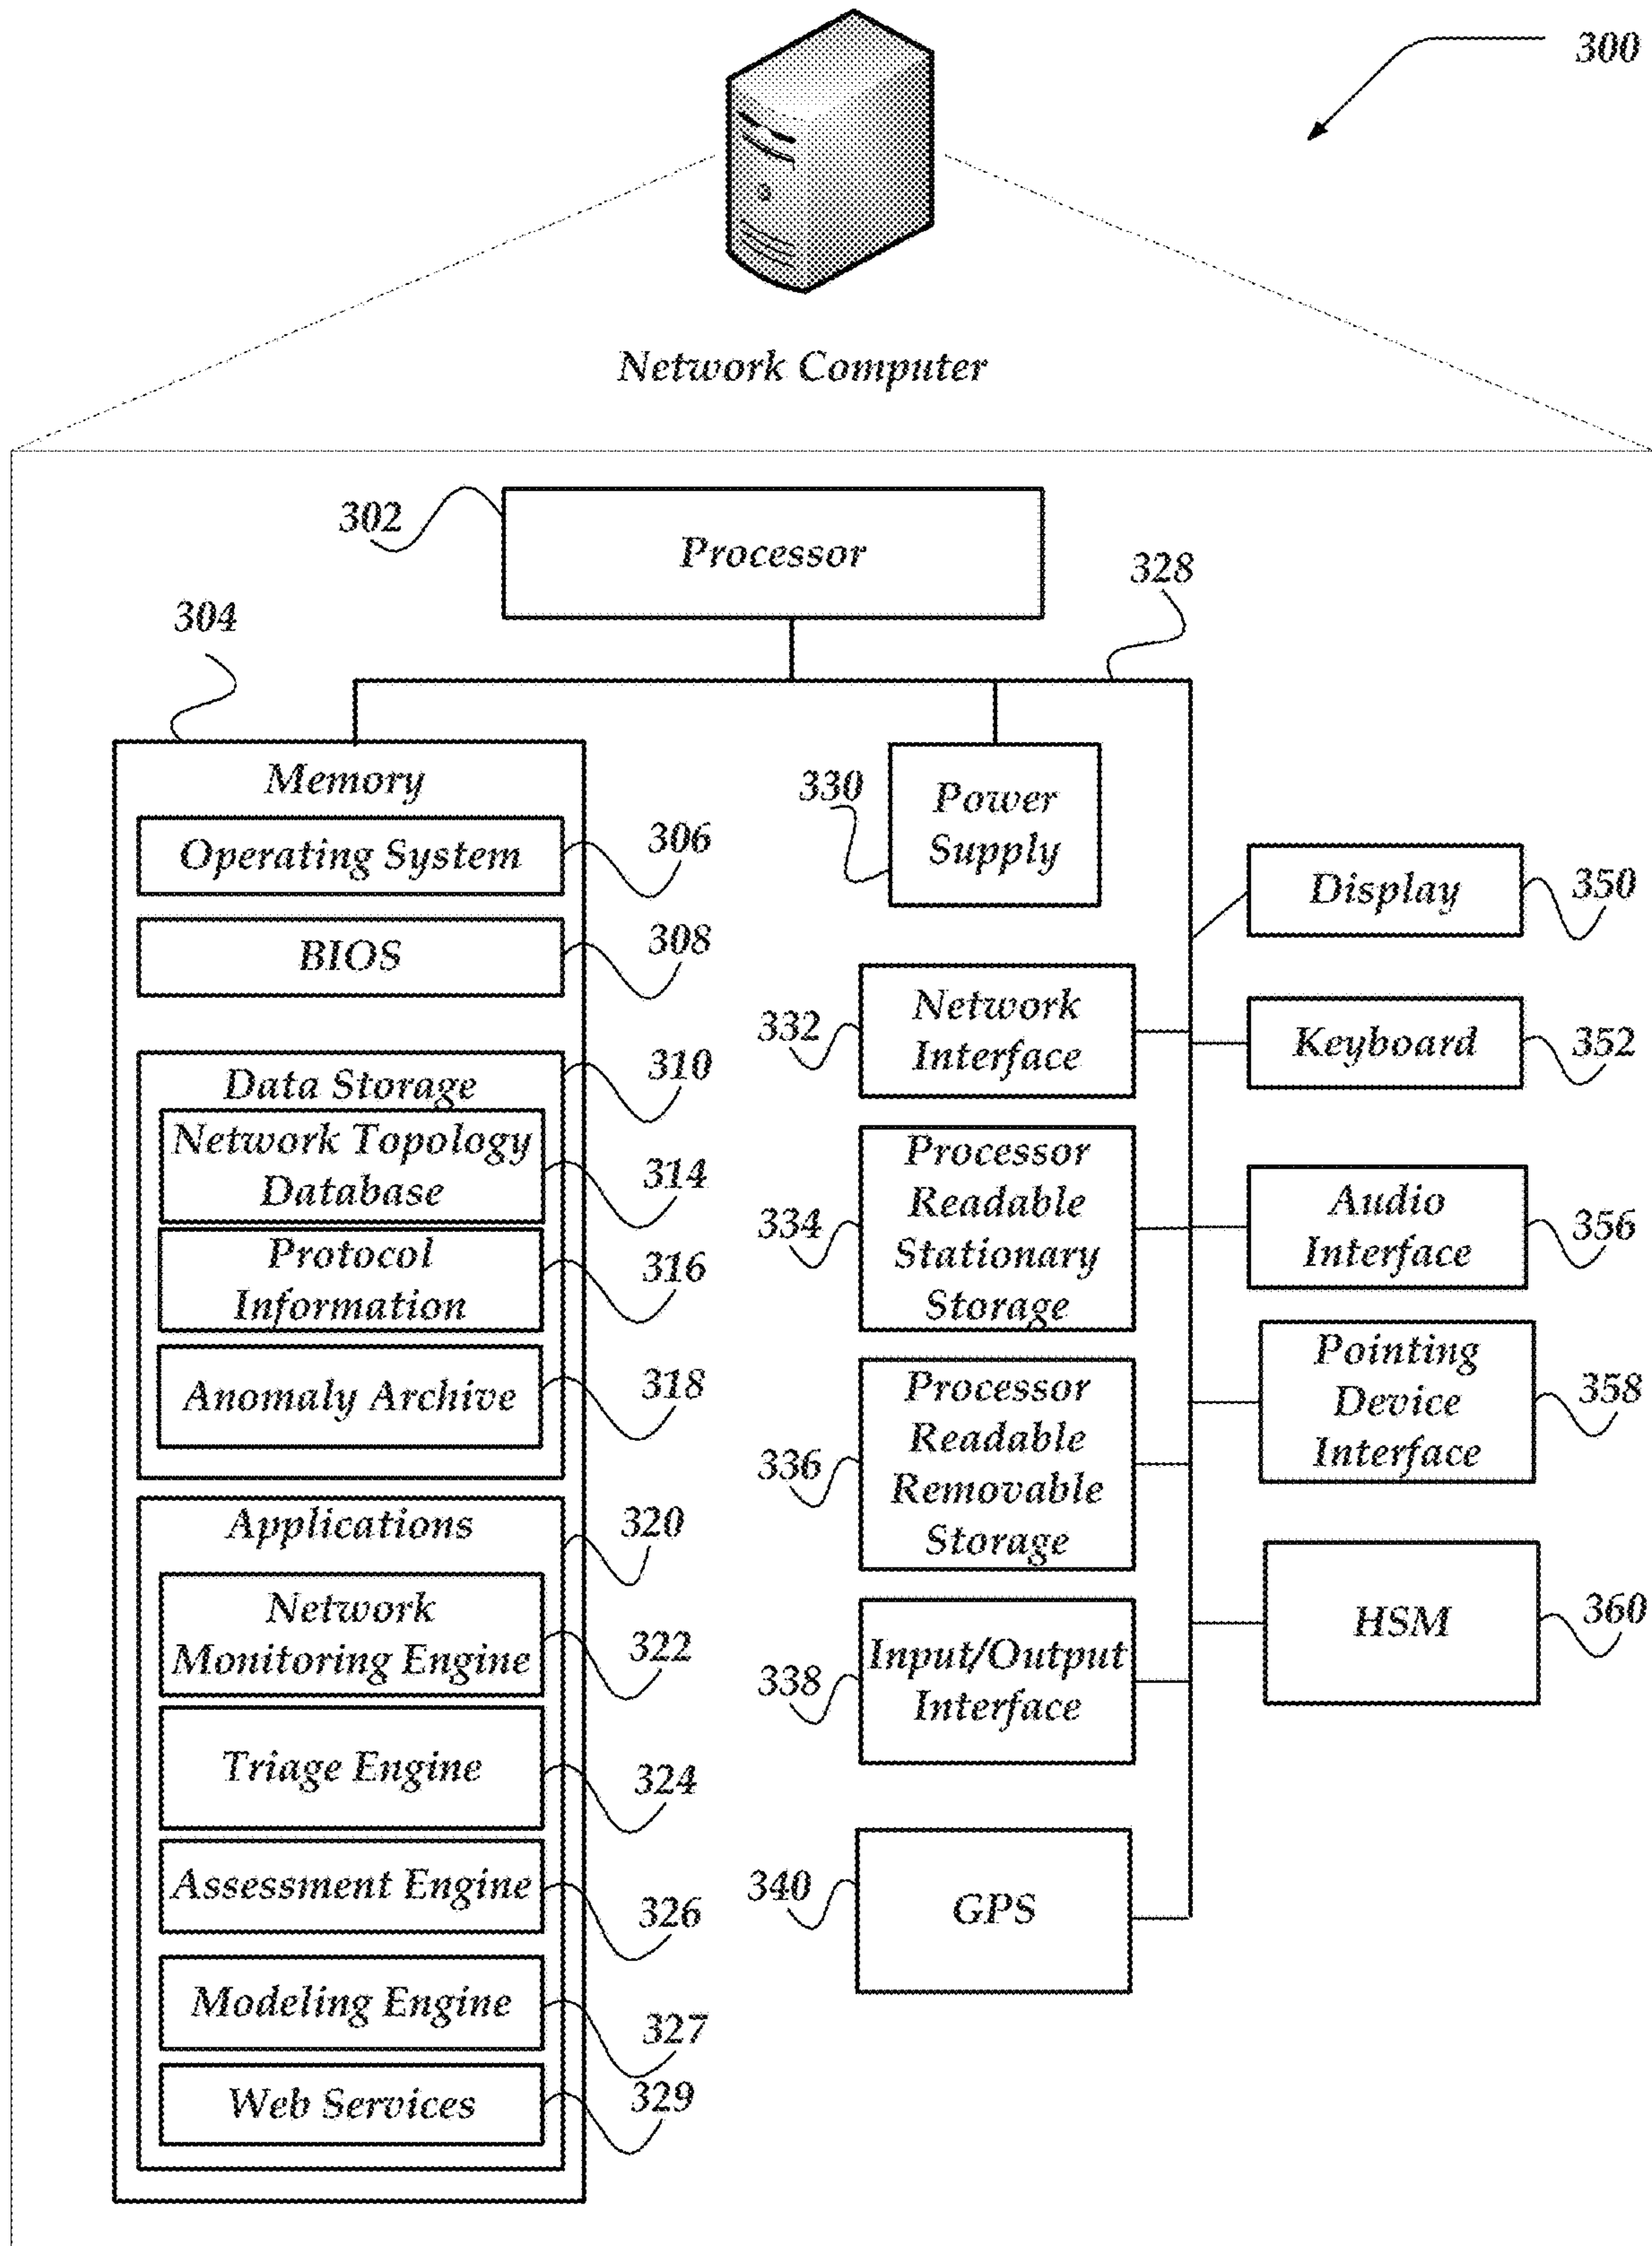 300
Network Computer
302
Processor
328
304
Memory
Operating System
306
BIOS
308
Data Storage
310
Network Topology
Database
314
Protocol
Information
316
Anomaly Archive
318
Applications
320
Network
Monitoring Engine
322
Triage Engine
324
Assessment Engine
326
Modeling Engine
327
Web Services
329
330
Power
Supply
332
Network
Interface
334
Processor
Readable
Stationary
Storage
336
Processor
Readable
Removable
Storage
338
Input/Output
Interface
340
GPS
Display
350
Keyboard
352
Audio
Interface
356
Pointing
Device
Interface
358
HSM
360